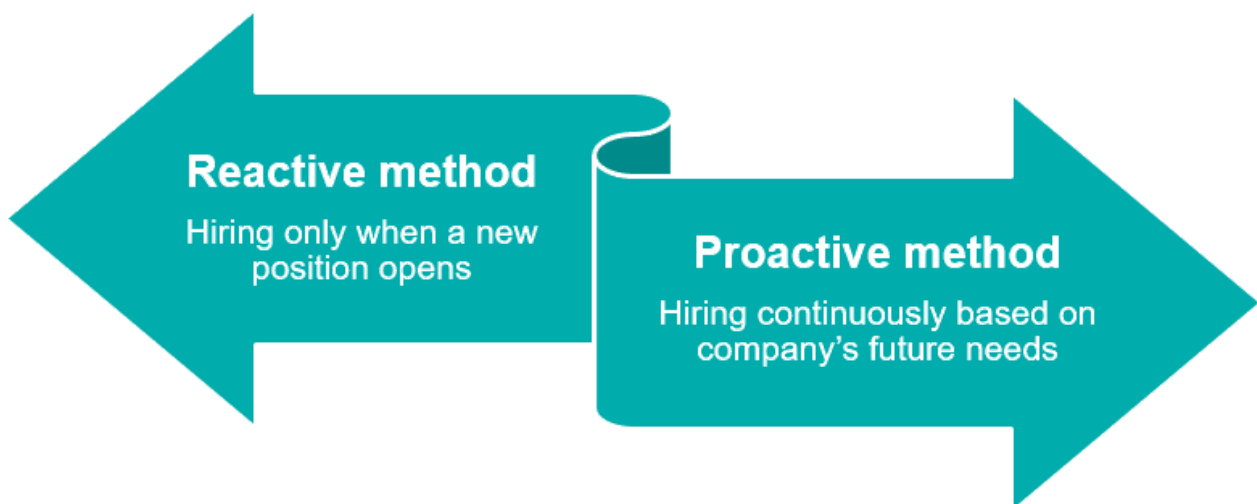 Reactive method
Hiring only when a new
position opens
Proactive method
Hiring continuously based on
company’s future needs